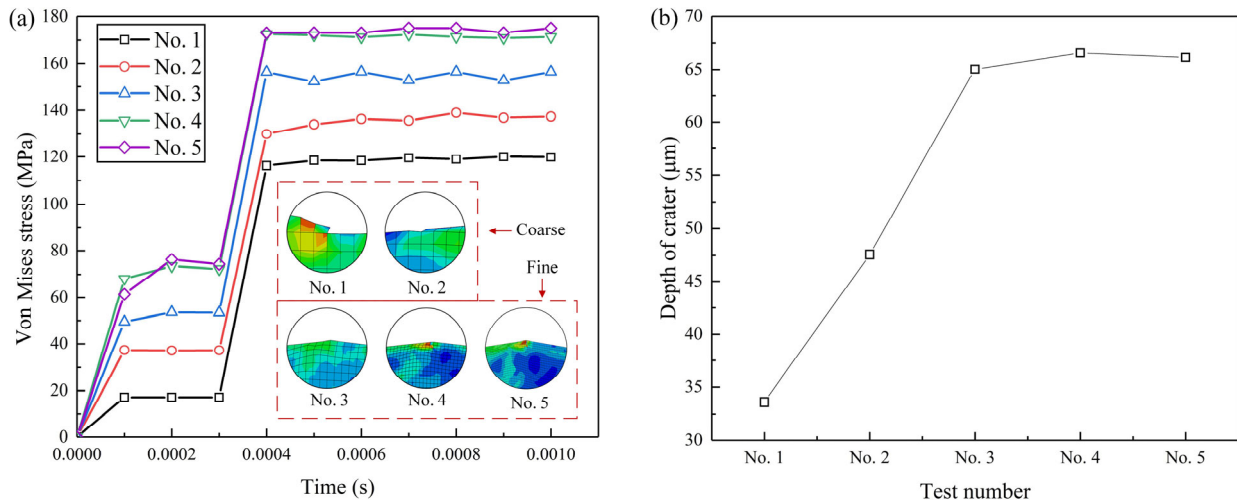 (a)
180
160
140
120
100
80
60
40
20
0
Von Mises stress (MPa)
No. 1
No. 2
No. 3
No. 4
No. 5
No. 1
No. 2
Coarse
Fine
No. 3
No. 4
No. 5
0.0000
0.0002
0.0004
0.0006
0.0008
0.0010
Time (s)
(b)
70
65
60
55
50
45
40
35
30
Depth of crater (μm)
No. 1
No. 2
No. 3
No. 4
No. 5
Test number